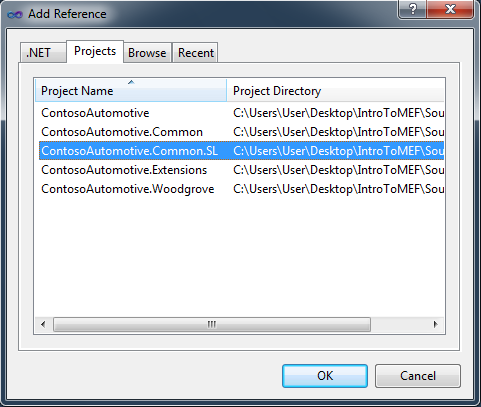 Add Reference
.NET Projects Browse Recent
Project Name Project Directory
ContosoAutomotive C:\Users\User\Desktop\IntroToMEF\Sou
ContosoAutomotive.Common C:\Users\User\Desktop\IntroToMEF\Sou
ContosoAutomotive.Common.SL C:\Users\User\Desktop\IntroToMEF\Sou
ContosoAutomotive.Extensions C:\Users\User\Desktop\IntroToMEF\Sou
ContosoAutomotive.Woodgrove C:\Users\User\Desktop\IntroToMEF\Sou
OK Cancel